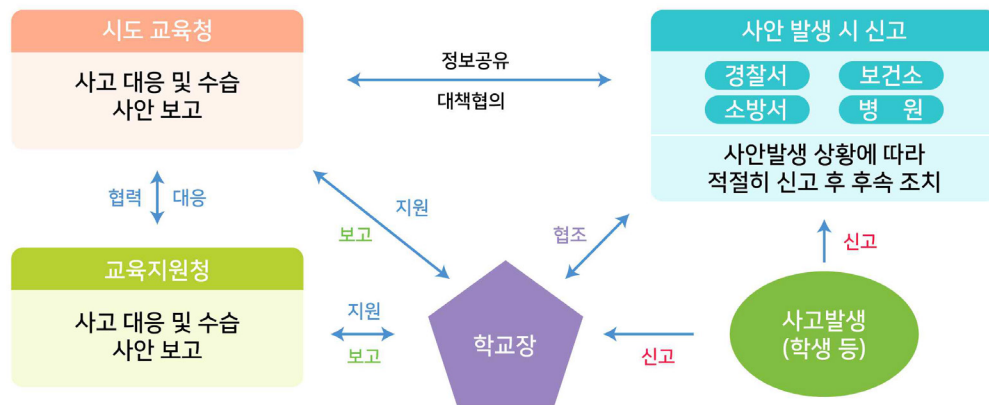 시도 교육청
사고 대응 및 수습
사안 보고
정보공유
대책협의
사안 발생 시 신고
경찰서 보건소
소방서 병 원
사안발생 상황에 따라
적절히 신고 후 후속 조치
협력 대응
지원
보고
협조
신고
교육지원청
사고 대응 및 수습
사안 보고
지원
보고
학교장
신고
사고발생
(학생 등)